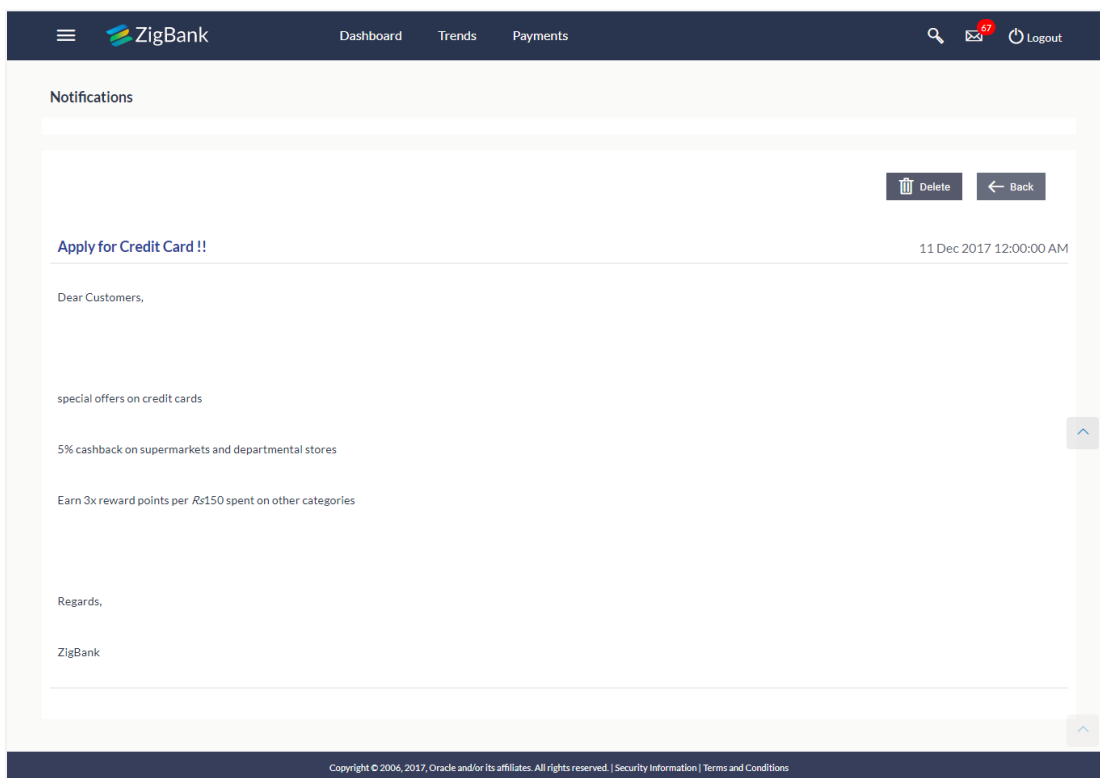 ZigBank Dashboard Trends Payments 67 Logout
Notifications
Delete Back
Apply for Credit Card !! 11 Dec 2017 12:00:00 AM
Dear Customers,
special offers on credit cards
5% cashback on supermarkets and departmental stores
Earn 3x reward points per Rs150 spent on other categories
Regards,
ZigBank
Copyright © 2006, 2017, Oracle and/or its affiliates. All rights reserved. | Security Information | Terms and Conditions